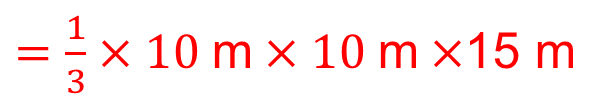 = 1/3 × 10 m × 10 m ×15 m